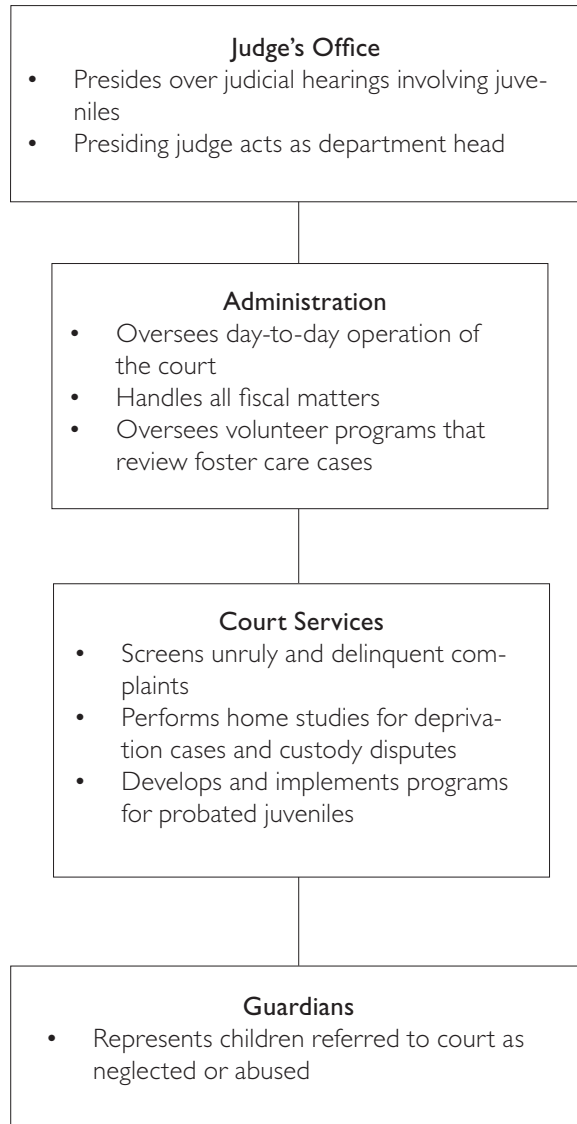 Judge's Office
• Presides over judicial hearings involving juve-
niles
• Presiding judge acts as department head
Administration
• Oversees day-to-day operation of
the court
• Handles all fiscal matters
• Oversees volunteer programs that
review foster care cases
Court Services
• Screens unruly and delinquent com-
plaints
• Performs home studies for depriva-
tion cases and custody disputes
• Develops and implements programs
for probated juveniles
Guardians
• Represents children referred to court as
neglected or abused